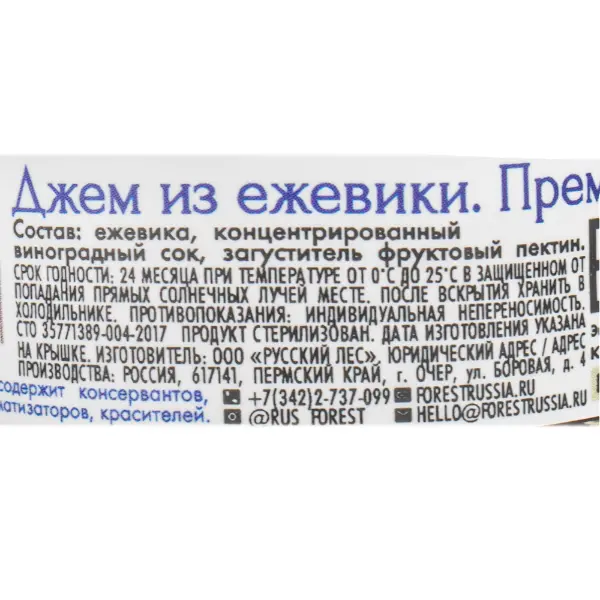 Джем из ежевики. Прем
Состав: ежевика, концентрированный
виноградный сок, загуститель фруктовый пектин.
СРОК ГОДНОСТИ: 24 МЕСЯЦА ПРИ ТЕМПЕРАТУРЕ ОТ 0°С ДО 25°С В ЗАЩИЩЕННОМ ОТ
ПОПАДАНИЯ ПРЯМЫХ СОЛНЕЧНЫХ ЛУЧЕЙ МЕСТЕ. ПОСЛЕ ВСКРЫТИЯ ХРАНИТЬ В
ХОЛОДИЛЬНИКЕ. ПРОТИВОПОКАЗАНИЯ: ИНДИВИДУАЛЬНАЯ НЕПЕРЕНОСИМОСТЬ.
СТО 35771389-004-2017 ПРОДУКТ СТЕРИЛИЗОВАН. ДАТА ИЗГОТОВЛЕНИЯ УКАЗАНА
НА КРЫШКЕ. ИЗГОТОВИТЕЛЬ: ООО «РУССКИЙ ЛЕС», ЮРИДИЧЕСКИЙ АДРЕС / АДРЕС
ПРОИЗВОДСТВА: РОССИЯ, 617141, ПЕРМСКИЙ КРАЙ, г. ОЧЕР, ул. БОРОВАЯ, д. 4
содержит консервантов,
матизаторов, красителей.
+7(342)2-737-099 FORESTRUSSIA.RU
@RUS_FOREST HELLO@FORESTRUSSIA.RU